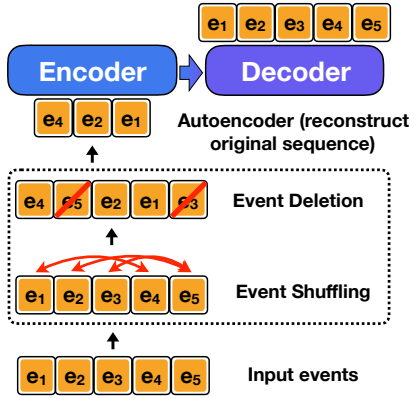 e₁ e₂ e₃ e₄ e₅
Encoder
Decoder
e₄ e₂ e₁
Autoencoder (reconstruct
original sequence)
e₄ e₅ e₂ e₁ e₃
Event Deletion
e₁ e₂ e₃ e₄ e₅
Event Shuffling
e₁ e₂ e₃ e₄ e₅
Input events